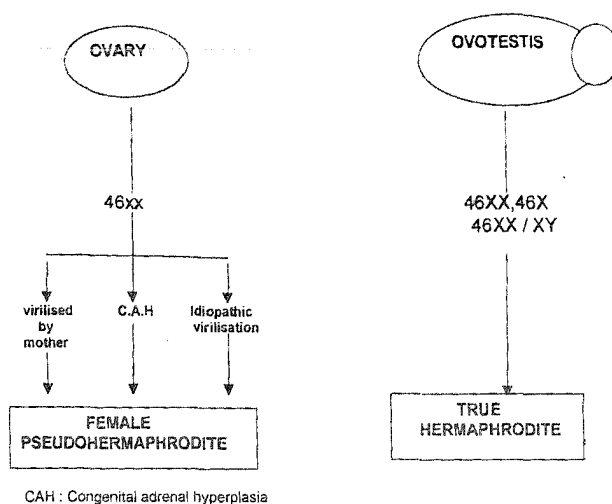 OVARY
46xx
virilised
by
mother
C.A.H
Idiopathic
virilisation
FEMALE
PSEUDOHERMAPHRODITE
OVOTESTIS
46XX,46X
46XX / XY
TRUE
HERMAPHRODITE
CAH : Congenital adrenal hyperplasia